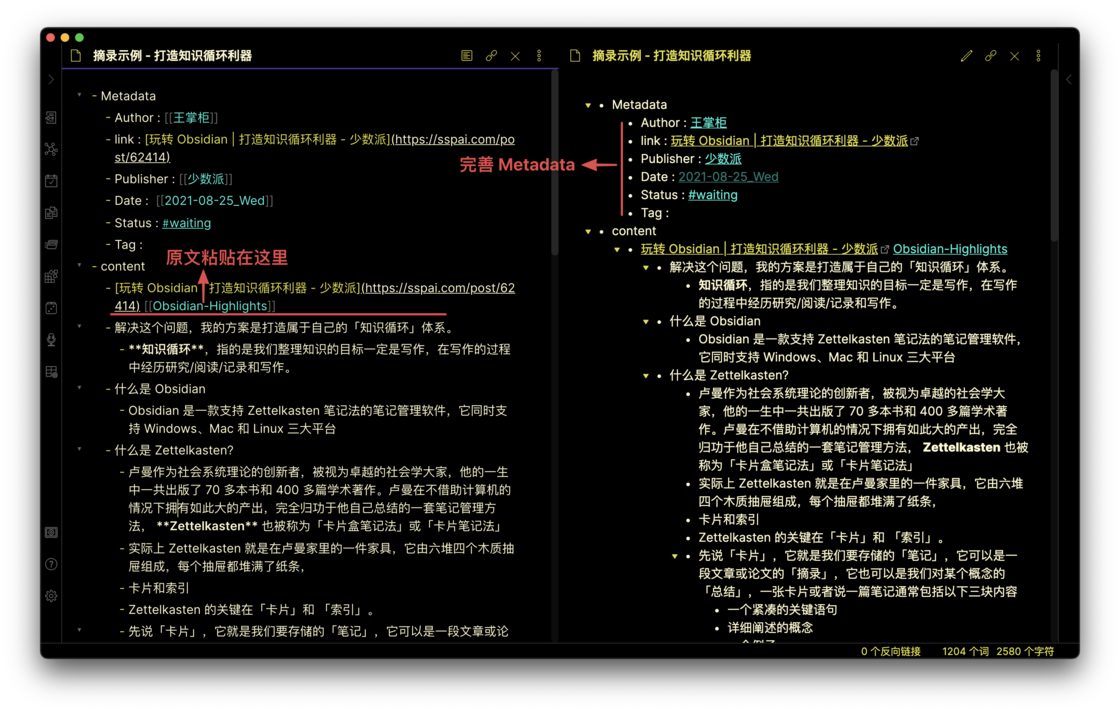 摘录示例 - 打造知识循环利器
- Metadata
- Author : [[王掌柜]]
- link : [玩转 Obsidian | 打造知识循环利器 - 少数派](https://sspai.com/po
st/62414)
- Publisher : [[少数派]]
- Date : [[2021-08-25_Wed]]
- Status : #waiting
- Tag :
原文粘贴在这里
- content
- [玩转 Obsidian | 打造知识循环利器 - 少数派](https://sspai.com/post/62
414) [[Obsidian-Highlights]]
- 解决这个问题，我的方案是打造属于自己的「知识循环」体系。
- **知识循环**，指的是我们整理知识的目标一定是写作，在写作的过程
中经历研究/阅读/记录和写作。
- 什么是 Obsidian
- Obsidian 是一款支持 Zettelkasten 笔记法的笔记管理软件，它同时支
持 Windows、Mac 和 Linux 三大平台
- 什么是 Zettelkasten?
- 卢曼作为社会系统理论的创新者，被视为卓越的社会学大家，他的一生
中一共出版了 70 多本书和 400 多篇学术著作。卢曼在不借助计算机的
情况下拥有如此大的产出，完全归功于他自己总结的一套笔记管理方
法， **Zettelkasten** 也被称为「卡片盒笔记法」或「卡片笔记法」
- 实际上 Zettelkasten 就是在卢曼家里的一件家具，它由六块四个木质抽
屉组成，每个抽屉都堆满了纸条，
- 卡片和索引
- Zettelkasten 的关键在「卡片」和 「索引」。
- 先说「卡片」，它就是我们要存储的「笔记」，它可以是一段文章或论
摘录示例 - 打造知识循环利器
• Metadata
• Author : 王掌柜
• link : 玩转 Obsidian | 打造知识循环利器 - 少数派
完善 Metadata
• Publisher : 少数派
• Date : 2021-08-25_Wed
• Status : #waiting
• Tag :
• content
• 玩转 Obsidian | 打造知识循环利器 - 少数派 Obsidian-Highlights
• 解决这个问题，我的方案是打造属于自己的「知识循环」体系。
• 知识循环，指的是我们整理知识的目标一定是写作，在写作
的过程中经历研究/阅读/记录和写作。
• 什么是 Obsidian
• Obsidian 是一款支持 Zettelkasten 笔记法的笔记管理软件，
它同时支持 Windows、Mac 和 Linux 三大平台
• 什么是 Zettelkasten?
• 卢曼作为社会系统理论的创新者，被视为卓越的社会学大
家，他的一生中一共出版了 70 多本书和 400 多篇学术著
作。卢曼在不借助计算机的情况下拥有如此大的产出，完全
归功于他自己总结的一套笔记管理方法， Zettelkasten 也被
称为「卡片盒笔记法」或「卡片笔记法」
• 实际上 Zettelkasten 就是在卢曼家里的一件家具，它由六块
四个木质抽屉组成，每个抽屉都堆满了纸条，
• 卡片和索引
• Zettelkasten 的关键在「卡片」和 「索引」。
• 先说「卡片」，它就是我们要存储的「笔记」，它可以是一
段文章或论文的「摘录」，它也可以是我们对某个概念的
「总结」，一张卡片或者说一篇笔记通常包括以下三块内容
• 一个紧凑的关键语句
• 详细阐述的概念
0 个反向链接 1204 个词 2580 个字符